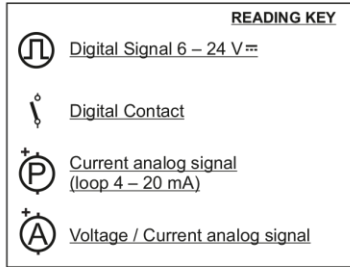 READING KEY
Digital Signal 6 – 24 V⎓
Digital Contact
+
P
Current analog signal
(loop 4 – 20 mA)
+
A
Voltage / Current analog signal